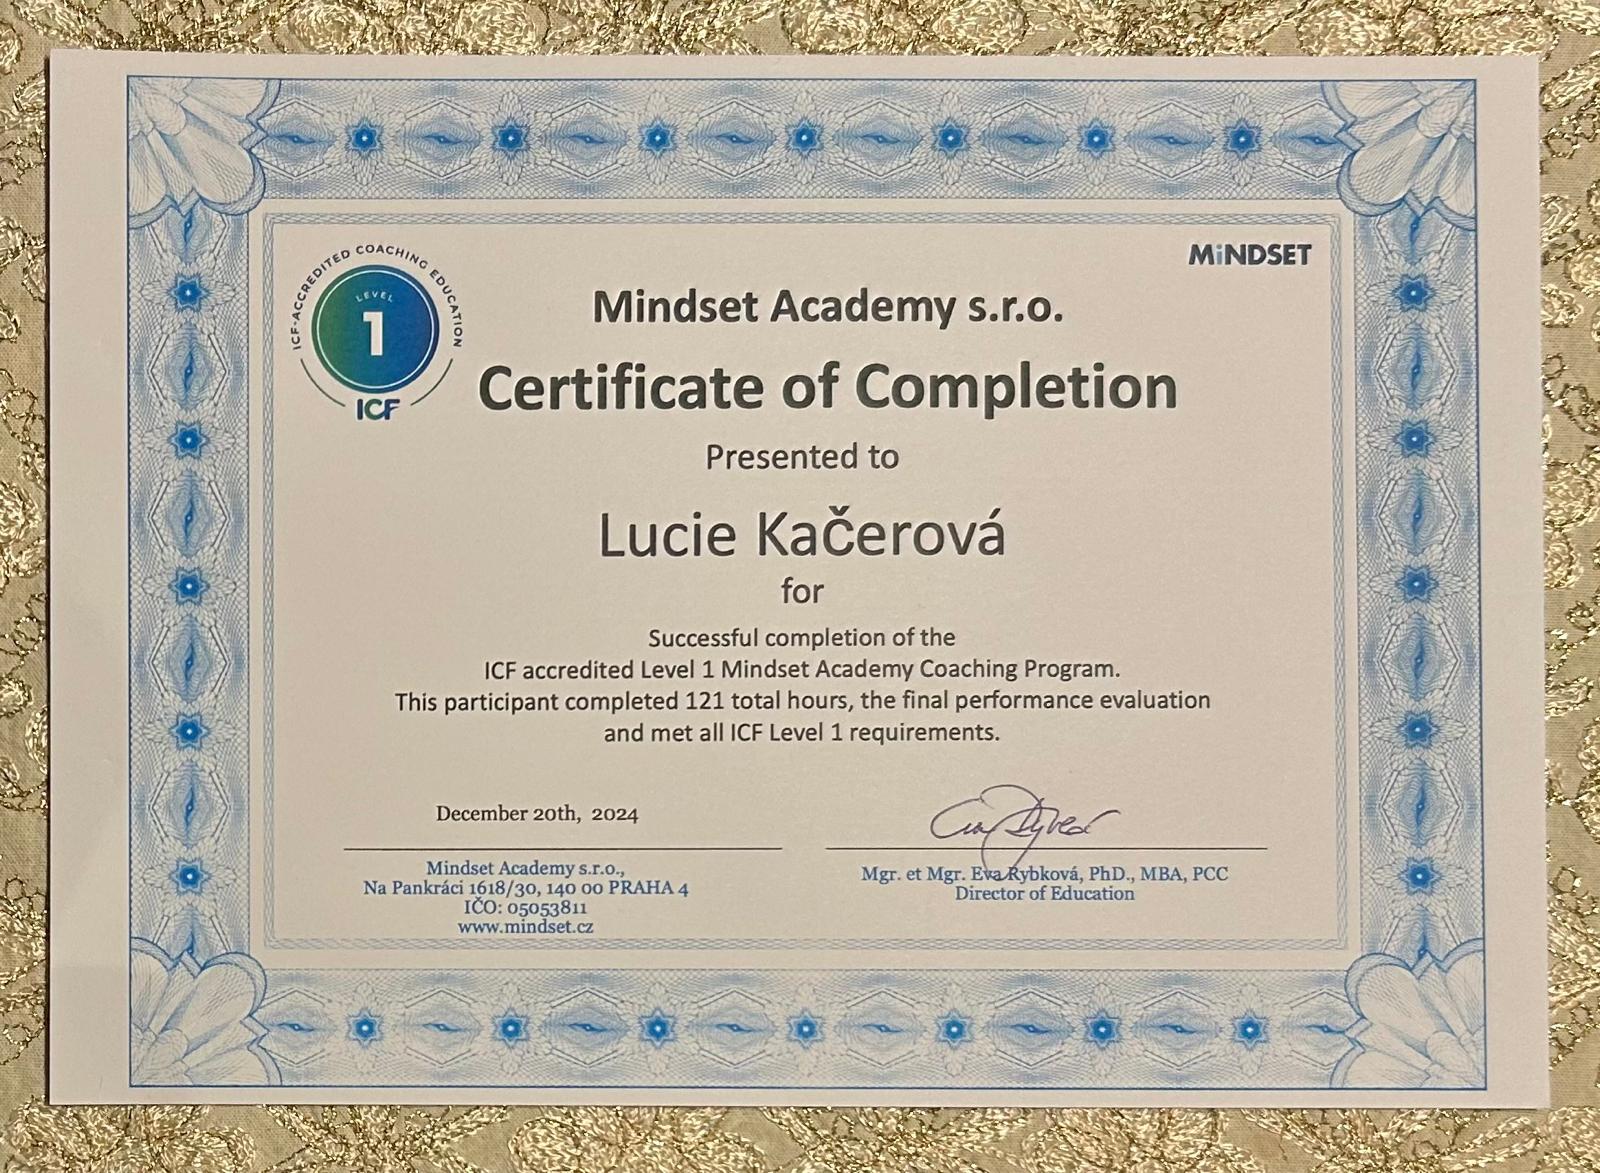 ICF-ACCREDITED COACHING EDUCATION
LEVEL
1
ICF
MiNDSET
Mindset Academy s.r.o.
Certificate of Completion
Presented to
Lucie Kačerová
for
Successful completion of the
ICF accredited Level 1 Mindset Academy Coaching Program.
This participant completed 121 total hours, the final performance evaluation
and met all ICF Level 1 requirements.
December 20th, 2024
Mindset Academy s.r.o.,
Na Pankráci 1618/30, 140 00 PRAHA 4
IČO: 05053811
www.mindset.cz
Mgr. et Mgr. Eva Rybková, PhD., MBA, PCC
Director of Education